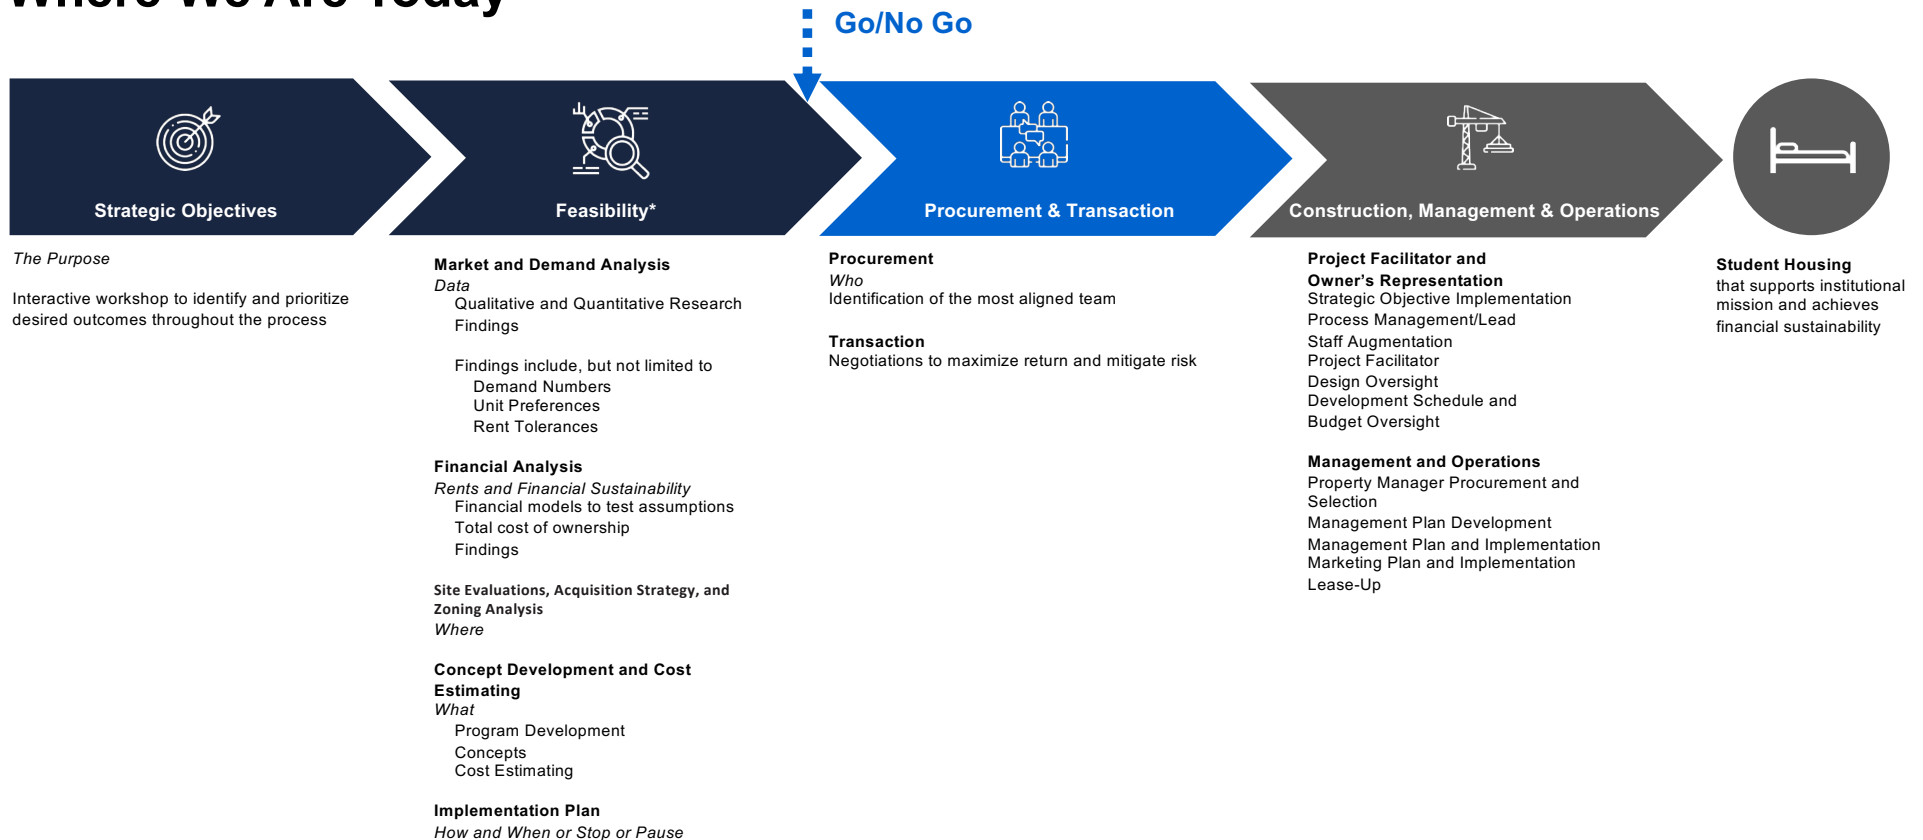 Where We Are Today
Go/No Go
Strategic Objectives
Feasibility*
Procurement & Transaction
Construction, Management & Operations
The Purpose
Interactive workshop to identify and prioritize
desired outcomes throughout the process
Market and Demand Analysis
Data
Qualitative and Quantitative Research
Findings
Findings include, but not limited to
Demand Numbers
Unit Preferences
Rent Tolerances
Financial Analysis
Rents and Financial Sustainability
Financial models to test assumptions
Total cost of ownership
Findings
Site Evaluations, Acquisition Strategy, and
Zoning Analysis
Where
Concept Development and Cost
Estimating
What
Program Development
Concepts
Cost Estimating
Implementation Plan
How and When or Stop or Pause
Procurement
Who
Identification of the most aligned team
Transaction
Negotiations to maximize return and mitigate risk
Project Facilitator and
Owner’s Representation
Strategic Objective Implementation
Process Management/Lead
Staff Augmentation
Project Facilitator
Design Oversight
Development Schedule and
Budget Oversight
Management and Operations
Property Manager Procurement and
Selection
Management Plan Development
Management Plan and Implementation
Marketing Plan and Implementation
Lease-Up
Student Housing
that supports institutional
mission and achieves
financial sustainability